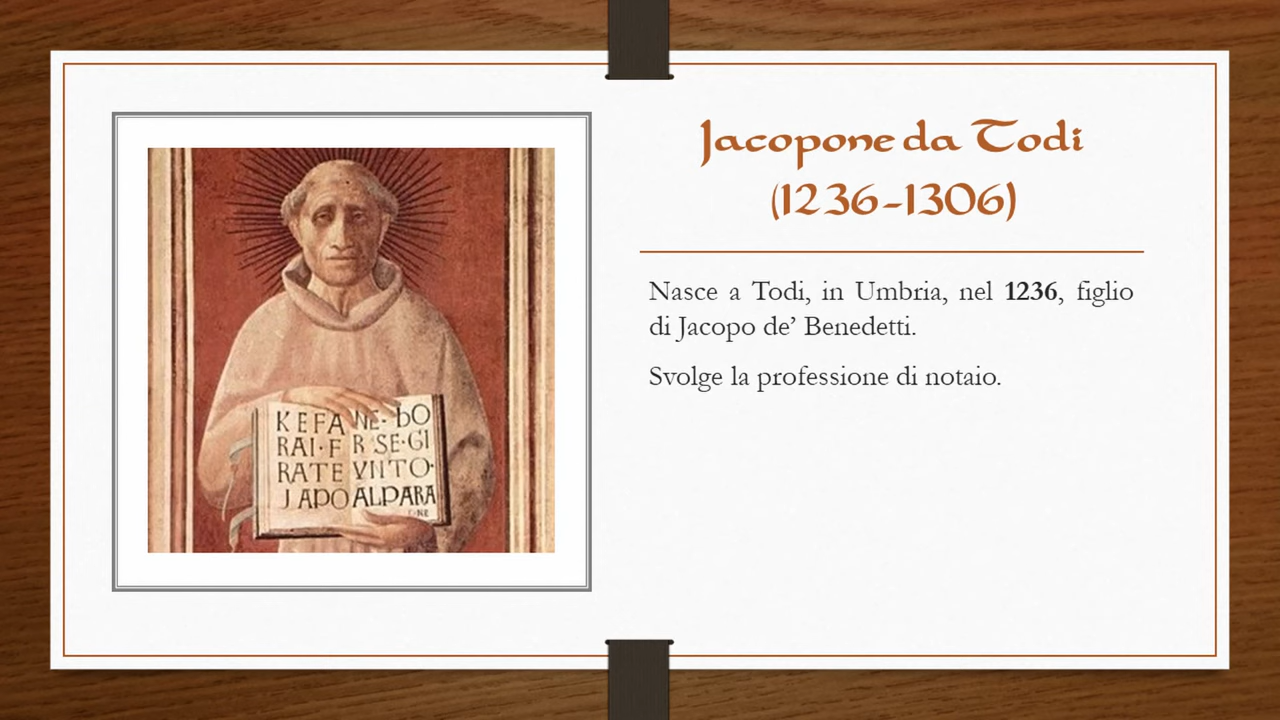 Jacopone da Todi
(1236-1306)
Nasce a Todi, in Umbria, nel 1236, figlio
di Jacopo de’ Benedetti.
Svolge la professione di notaio.
KEFA NE· bO
RAI· F R SE·GI
RATE VNTO·
JAPO ALPARA